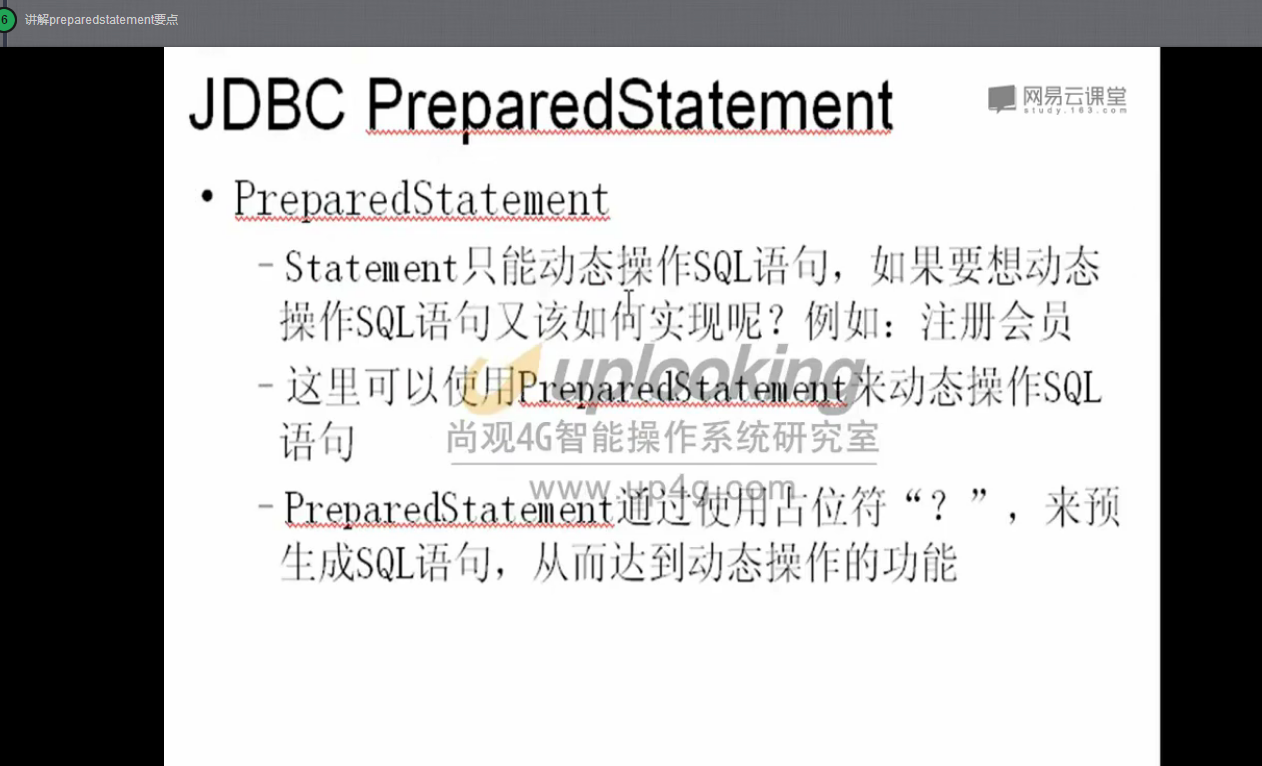 6 讲解preparedstatement要点
JDBC PreparedStatement
网易云课堂
study.163.com
• PreparedStatement
– Statement只能动态操作SQL语句，如果要想动态
操作SQL语句又该如何实现呢？例如：注册会员
– 这里可以使用PreparedStatement来动态操作SQL
语句
uplooking
尚观4G智能操作系统研究室
www.up4g.com
– PreparedStatement通过使用占位符“？”，来预
生成SQL语句，从而达到动态操作的功能